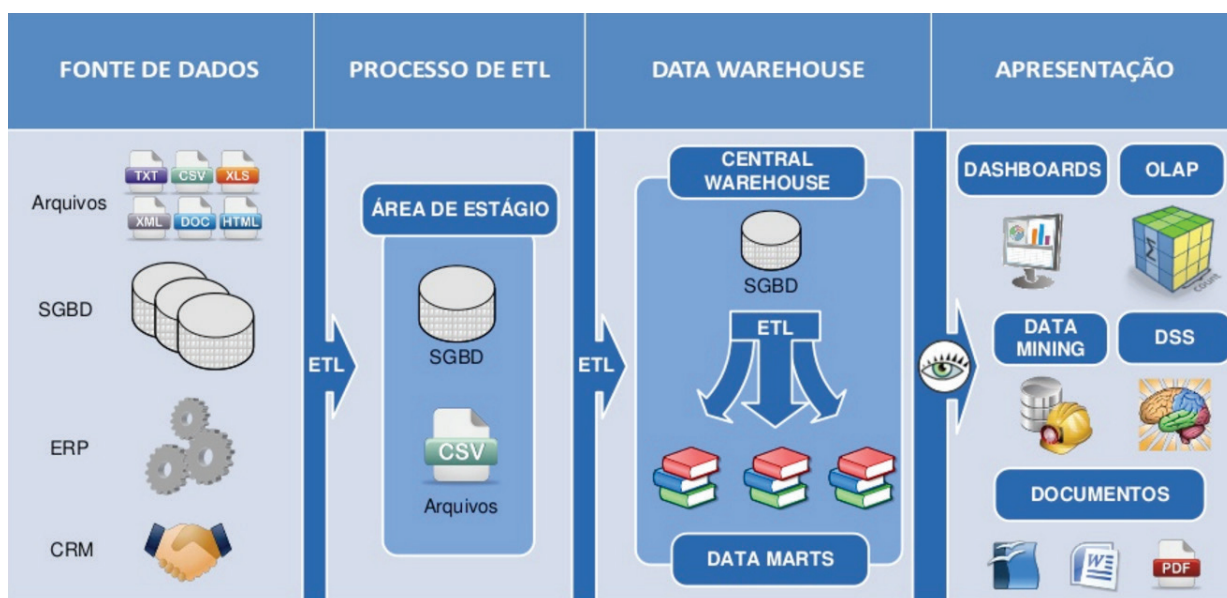 FONTE DE DADOS
PROCESSO DE ETL
DATA WAREHOUSE
APRESENTAÇÃO
Arquivos
TXT
CSV
XLS
XML
DOC
HTML
SGBD
ERP
CRM
ETL
ÁREA DE ESTÁGIO
SGBD
CSV
Arquivos
ETL
CENTRAL
WAREHOUSE
SGBD
ETL
DATA MARTS
DASHBOARDS
OLAP
Σ
count
DATA
MINING
DSS
DOCUMENTOS
W
PDF